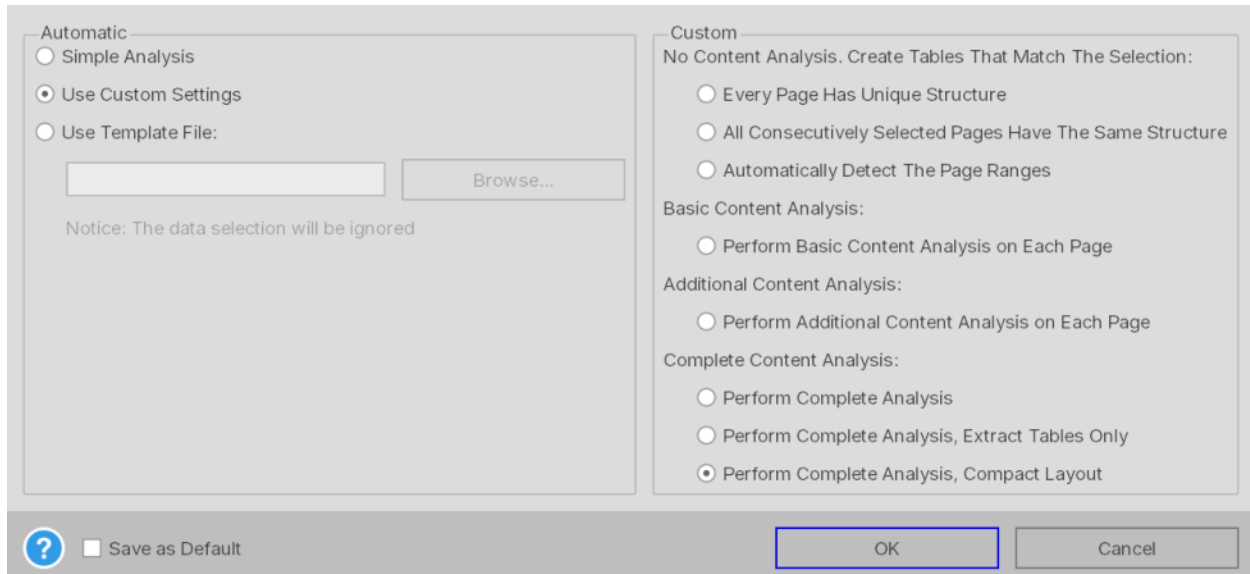 Automatic
Simple Analysis
Use Custom Settings
Use Template File:
Browse...
Notice: The data selection will be ignored
Custom
No Content Analysis. Create Tables That Match The Selection:
Every Page Has Unique Structure
All Consecutively Selected Pages Have The Same Structure
Automatically Detect The Page Ranges
Basic Content Analysis:
Perform Basic Content Analysis on Each Page
Additional Content Analysis:
Perform Additional Content Analysis on Each Page
Complete Content Analysis:
Perform Complete Analysis
Perform Complete Analysis, Extract Tables Only
Perform Complete Analysis, Compact Layout
? Save as Default
OK
Cancel